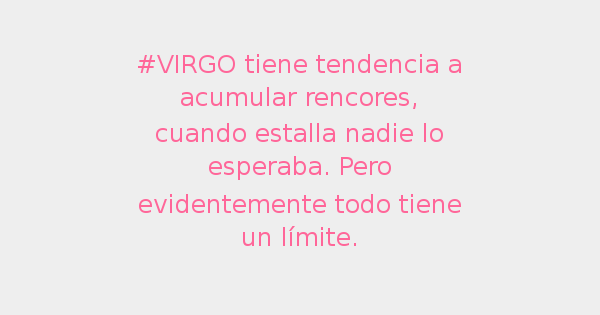 #VIRGO tiene tendencia a
acumular rencores,
cuando estalla nadie lo
esperaba. Pero
evidentemente todo tiene
un límite.